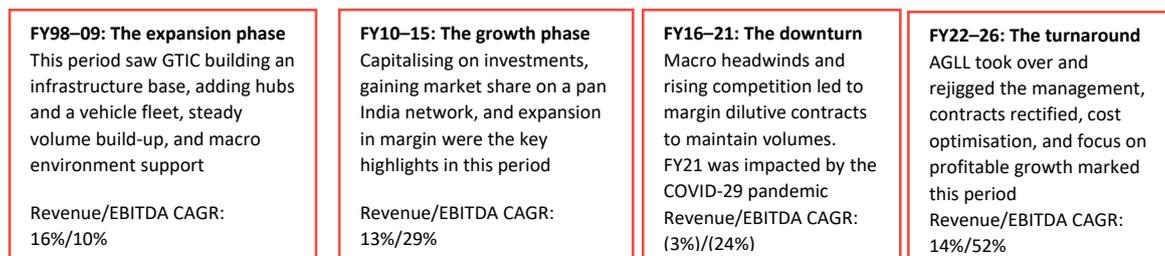 FY98–09: The expansion phase
This period saw GTIC building an
infrastructure base, adding hubs
and a vehicle fleet, steady
volume build-up, and macro
environment support
Revenue/EBITDA CAGR:
16%/10%
FY10–15: The growth phase
Capitalising on investments,
gaining market share on a pan
India network, and expansion
in margin were the key
highlights in this period
Revenue/EBITDA CAGR:
13%/29%
FY16–21: The downturn
Macro headwinds and
rising competition led to
margin dilutive contracts
to maintain volumes.
FY21 was impacted by the
COVID-29 pandemic
Revenue/EBITDA CAGR:
(3%)/(24%)
FY22–26: The turnaround
AGLL took over and
rejigged the management,
contracts rectified, cost
optimisation, and focus on
profitable growth marked
this period
Revenue/EBITDA CAGR:
14%/52%